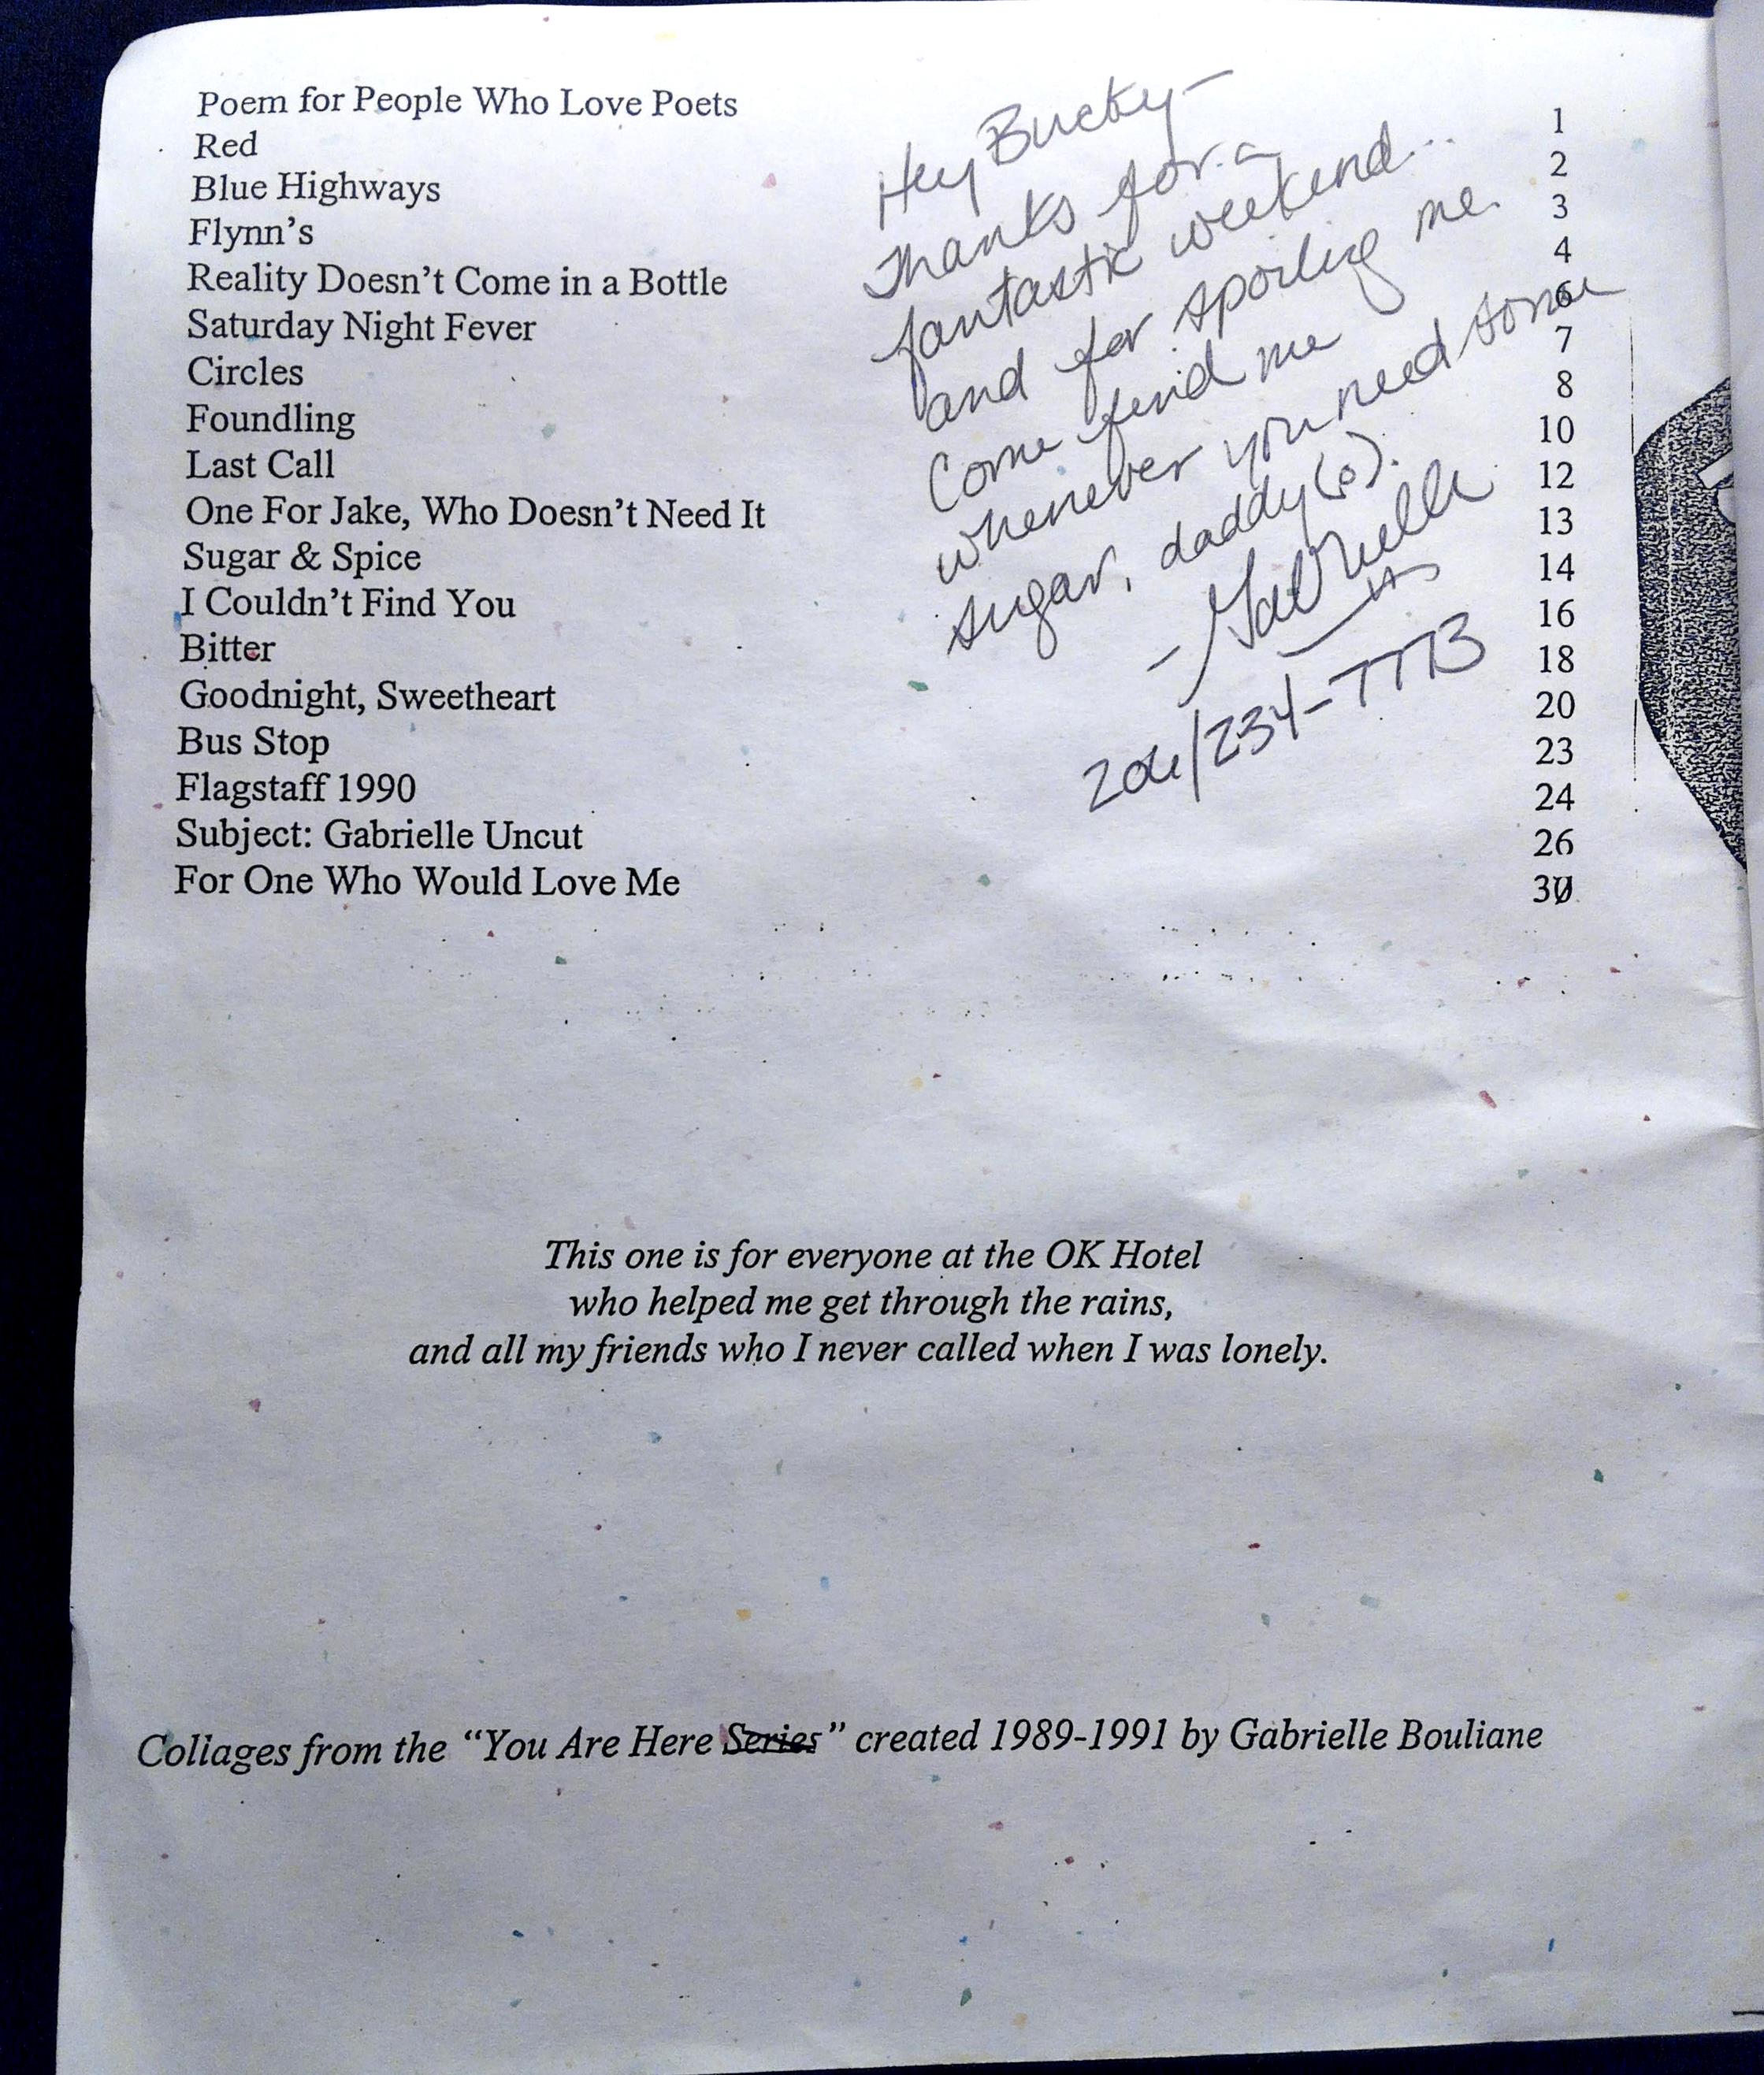 Poem for People Who Love Poets 1
Red 2
Blue Highways 3
Flynn's 4
Reality Doesn't Come in a Bottle 6
Saturday Night Fever 7
Circles 8
Foundling 10
Last Call 12
One For Jake, Who Doesn't Need It 13
Sugar & Spice 14
I Couldn't Find You 16
Bitter 18
Goodnight, Sweetheart 20
Bus Stop 23
Flagstaff 1990 24
Subject: Gabrielle Uncut 26
For One Who Would Love Me 30
Hey Bucky-
Thanks for a
fantastic weekend...
and for spoiling me.
Come find me
whenever you need some
sugar, daddy(o).
- Gabrielle
206/234-7773
This one is for everyone at the OK Hotel
who helped me get through the rains,
and all my friends who I never called when I was lonely.
Collages from the "You Are Here Series" created 1989-1991 by Gabrielle Bouliane